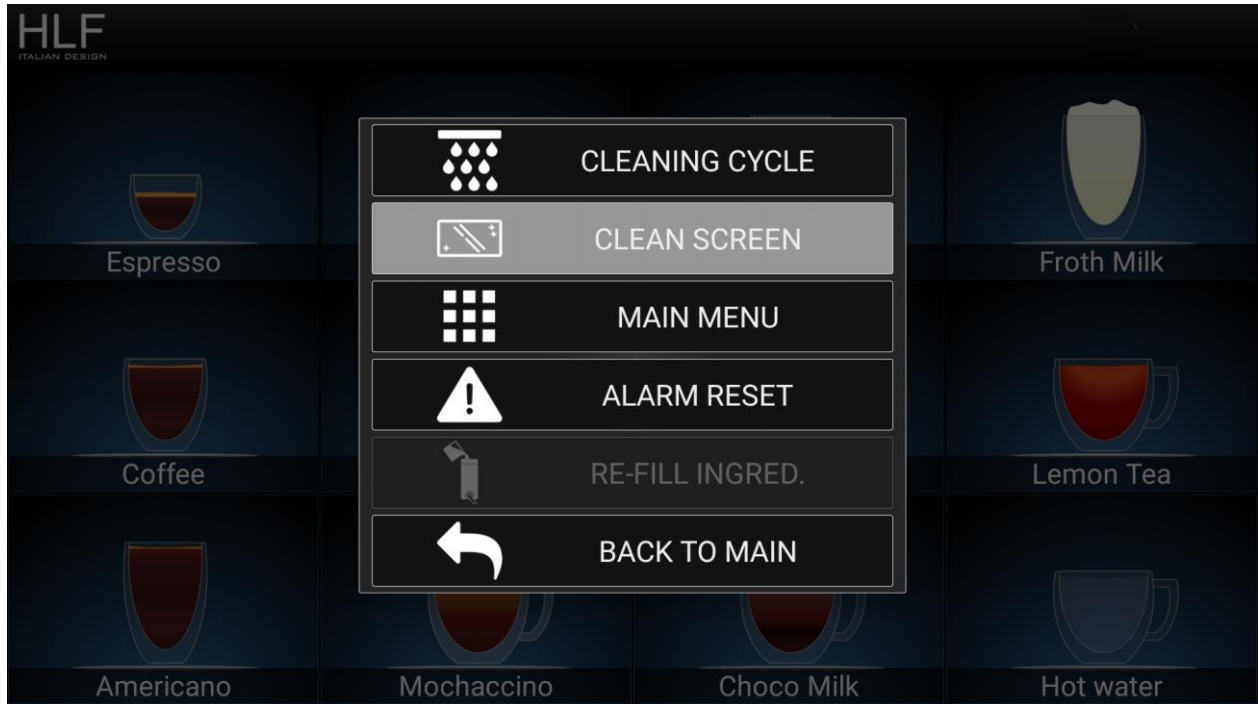 HLF
ITALIAN DESIGN
CLEANING CYCLE
CLEAN SCREEN
MAIN MENU
ALARM RESET
RE-FILL INGRED.
BACK TO MAIN
Espresso
Froth Milk
Coffee
Lemon Tea
Americano
Mochaccino
Choco Milk
Hot water